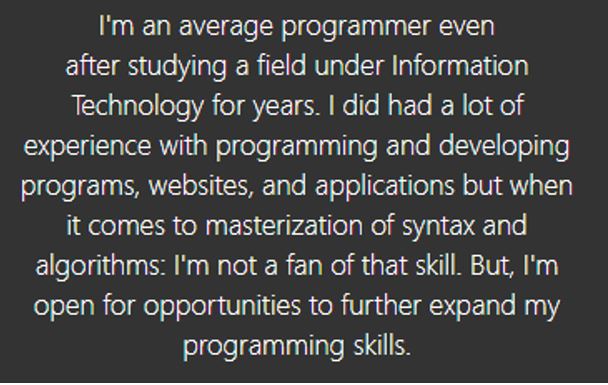 I'm an average programmer even
after studying a field under Information
Technology for years. I did had a lot of
experience with programming and developing
programs, websites, and applications but when
it comes to masterization of syntax and
algorithms: I'm not a fan of that skill. But, I'm
open for opportunities to further expand my
programming skills.